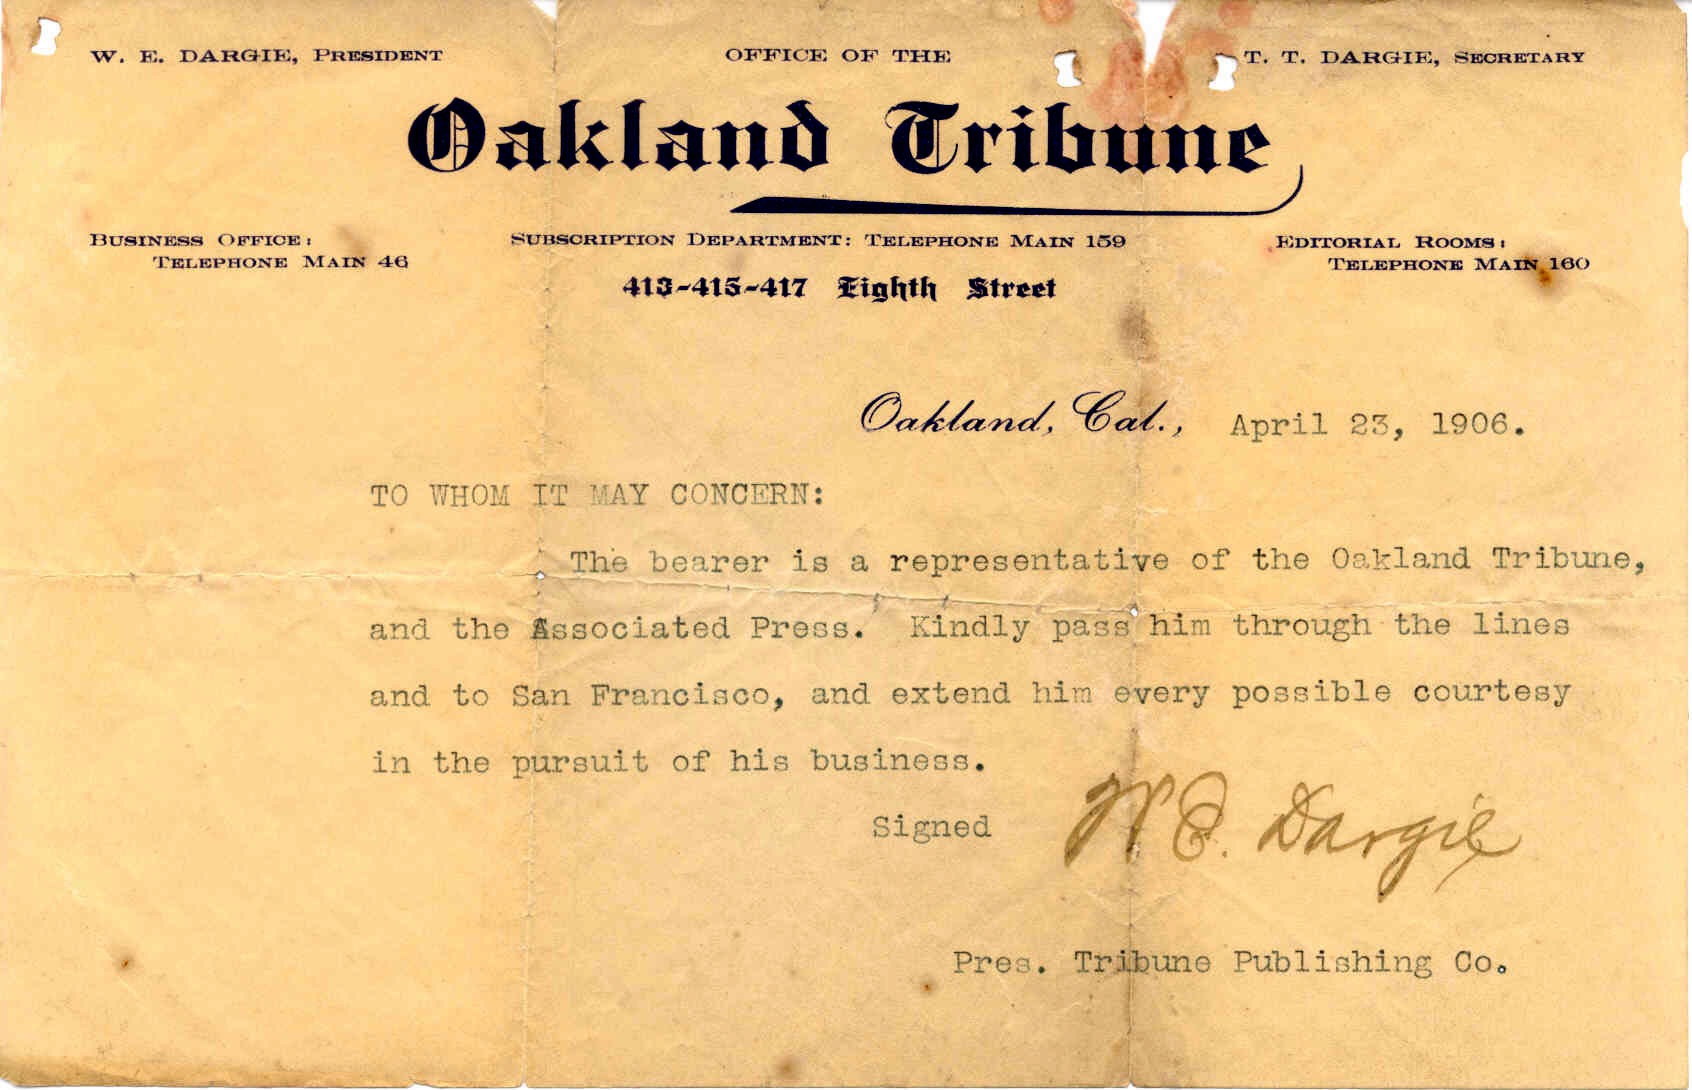 W. E. DARGIE, PRESIDENT
OFFICE OF THE
T. T. DARGIE, SECRETARY
Oakland Tribune
BUSINESS OFFICE:
TELEPHONE MAIN 46
SUBSCRIPTION DEPARTMENT: TELEPHONE MAIN 159
EDITORIAL ROOMS:
TELEPHONE MAIN 160
413-415-417 Eighth Street
Oakland, Cal., April 23, 1906.
TO WHOM IT MAY CONCERN:
The bearer is a representative of the Oakland Tribune,
and the Associated Press. Kindly pass him through the lines
and to San Francisco, and extend him every possible courtesy
in the pursuit of his business.
Signed W E. Dargie
Pres. Tribune Publishing Co.